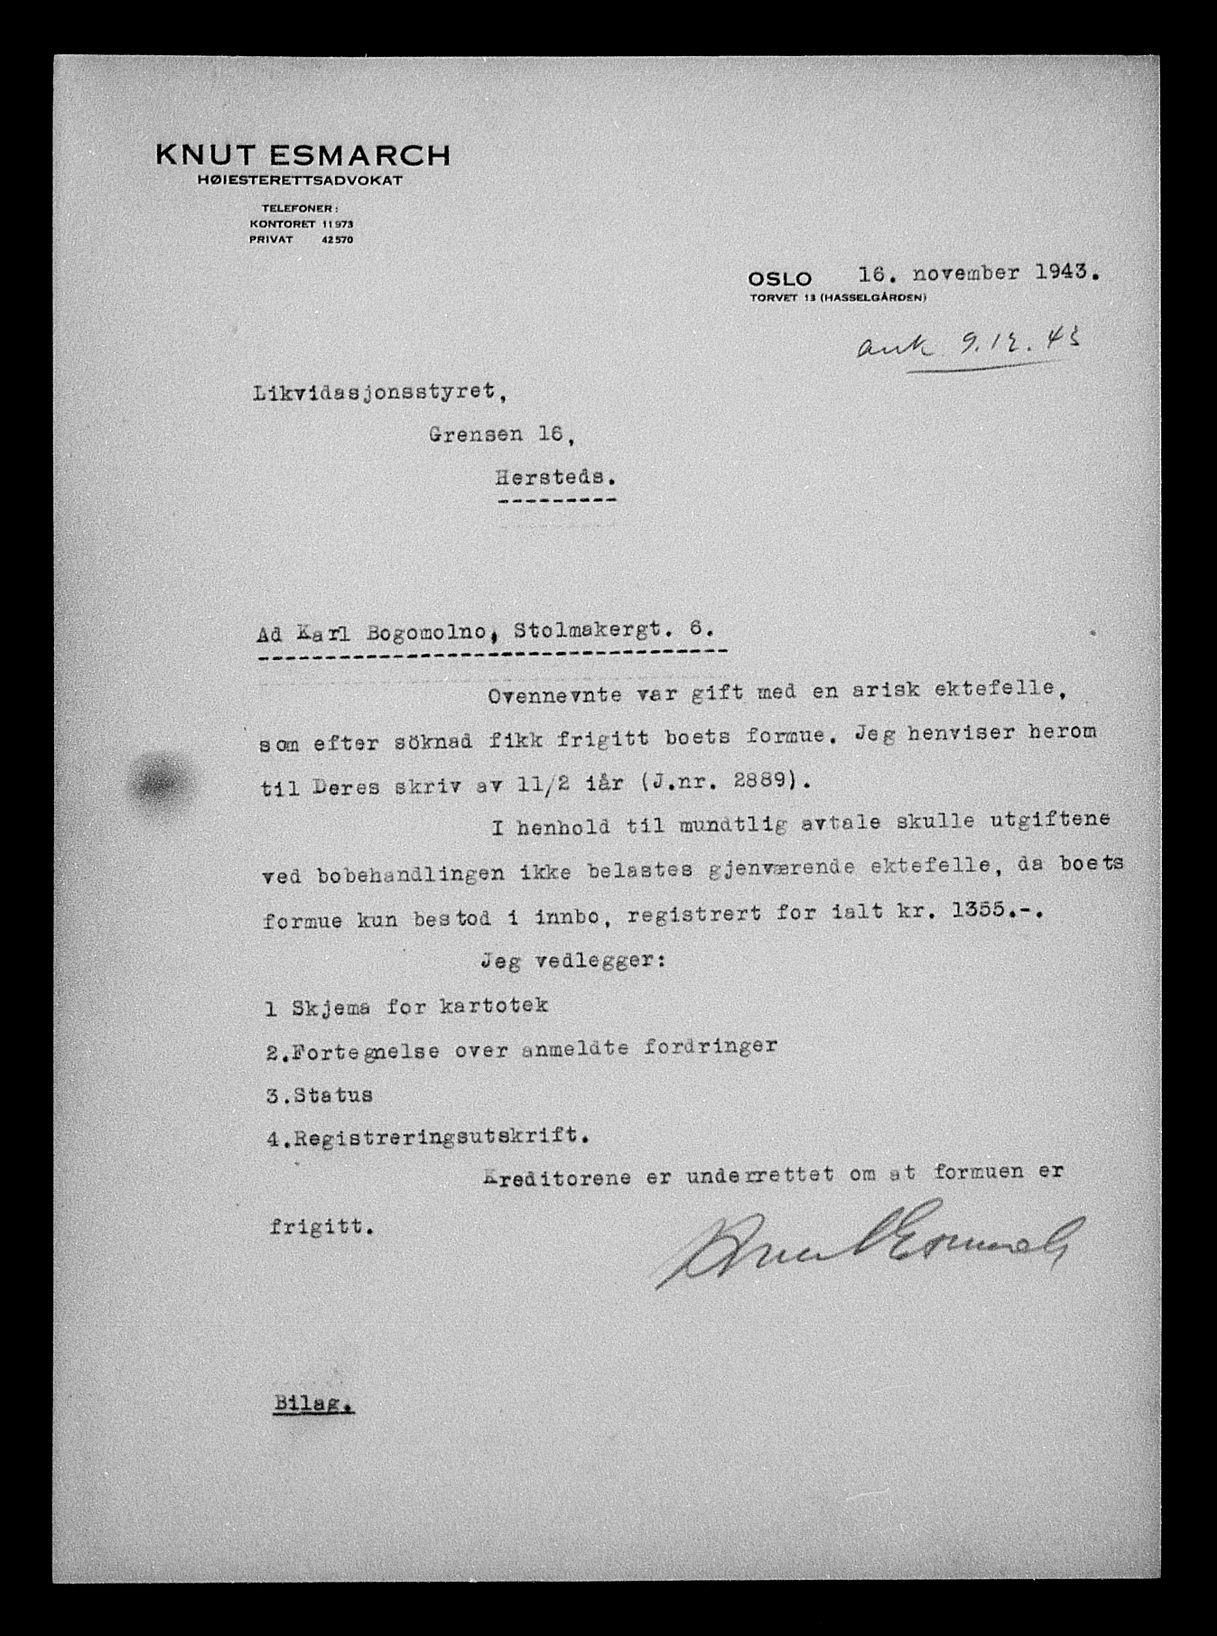 KNUT ESMARCH
HØIESTERETTSADVOKAT
TELEFONER:
KONTORET 11973
PRIVAT 42570
OSLO 16. november 1943.
TORVET 13 (HASSELGÅRDEN)
ank 9.12.43
Likvidasjonsstyret,
Grensen 16,
Hersteds.
Ad Karl Bogomolno, Stolmakergt. 6.
Ovennevnte var gift med en arisk ektefelle,
som efter söknad fikk frigitt boets formue. Jeg henviser herom
til Deres skriv av 11/2 iår (J.nr. 2889).
I henhold til mundtlig avtale skulle utgiftene
ved bobehandlingen ikke belastes gjenværende ektefelle, da boets
formue kun bestod i innbo, registrert for ialt kr. 1355.-.
Jeg vedlegger:
1 Skjema for kartotek
2.Fortegnelse over anmeldte fordringer
3.Status
4.Registreringsutskrift.
Kreditorene er underrettet om at formuen er
frigitt.
Knut Esmarch
Bilag.